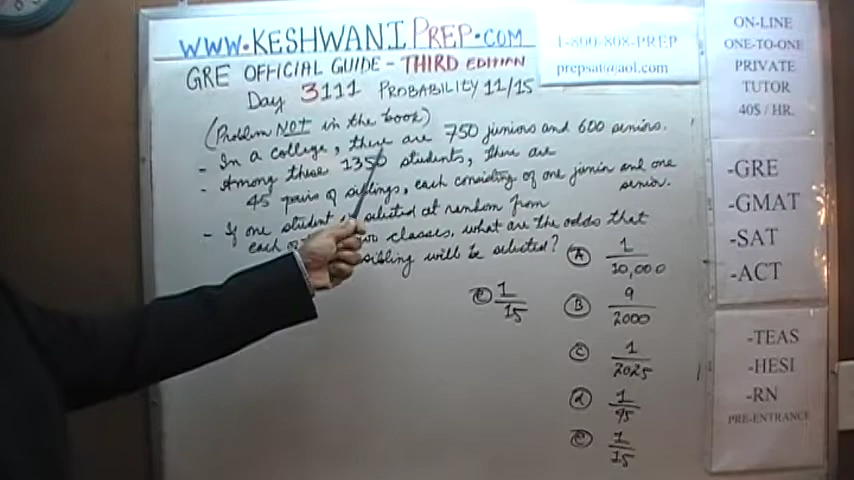 WWW.KESHWANIPREP.COM
GRE OFFICIAL GUIDE - THIRD EDITION
Day 3111 PROBABILITY 11/15
(Problem NOT in the book)
- In a college, there are 750 juniors and 600 seniors.
- Among these 1350 students, there are
45 pairs of siblings, each consisting of one junior and one senior.
- If one student is selected at random from
each o two classes, what are the odds that
sibling will be selected?
(A) 1/10,000
(B) 9/2000
(C) 1/2025
(d) 1/45
(e) 1/15
(e) 1/15
1-800-808-PREP
prepsat@aol.com
ON-LINE
ONE-TO-ONE
PRIVATE
TUTOR
40$ / HR.
-GRE
-GMAT
-SAT
-ACT
-TEAS
-HESI
-RN
PRE-ENTRANCE